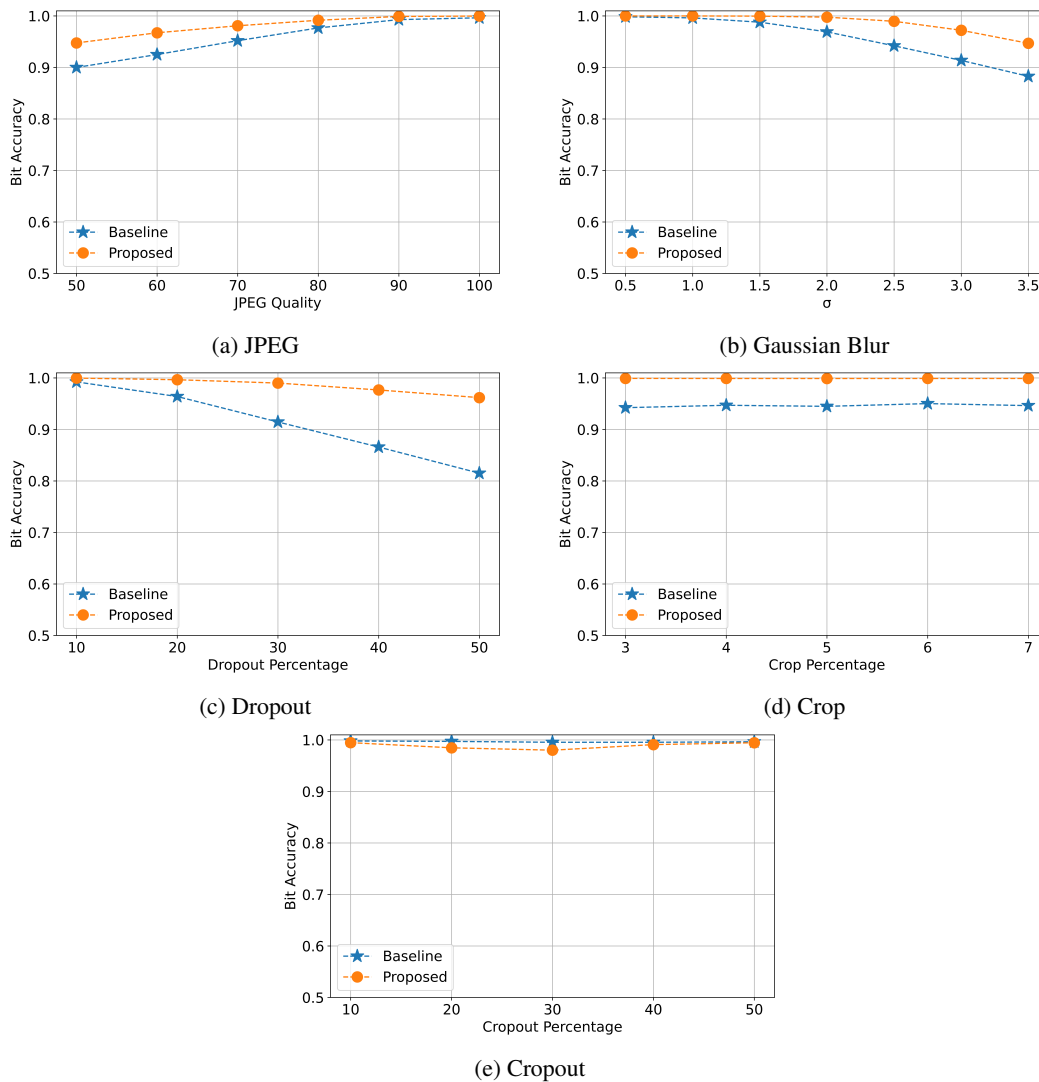 1.0
0.9
0.8
0.7
0.6
0.5
Bit Accuracy
Baseline
Proposed
50 60 70 80 90 100
JPEG Quality
(a) JPEG
1.0
0.9
0.8
0.7
0.6
0.5
Bit Accuracy
Baseline
Proposed
0.5 1.0 1.5 2.0 2.5 3.0 3.5
σ
(b) Gaussian Blur
1.0
0.9
0.8
0.7
0.6
0.5
Bit Accuracy
Baseline
Proposed
10 20 30 40 50
Dropout Percentage
(c) Dropout
1.0
0.9
0.8
0.7
0.6
0.5
Bit Accuracy
Baseline
Proposed
3 4 5 6 7
Crop Percentage
(d) Crop
1.0
0.9
0.8
0.7
0.6
0.5
Bit Accuracy
Baseline
Proposed
10 20 30 40 50
Cropout Percentage
(e) Cropout